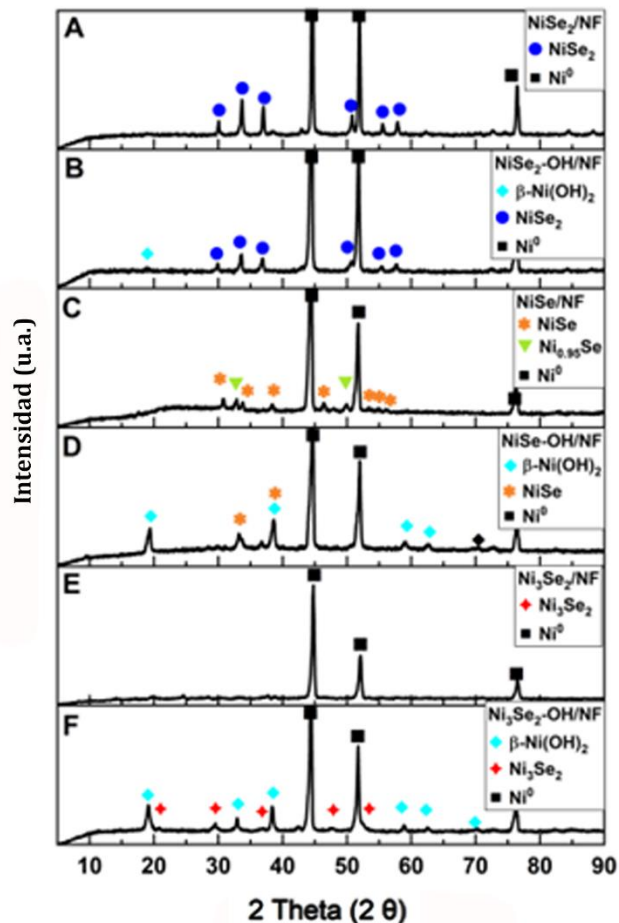 Intensidad (u.a.)
A
NiSe₂/NF
NiSe₂
Ni⁰
B
NiSe₂-OH/NF
β-Ni(OH)₂
NiSe₂
Ni⁰
C
NiSe/NF
NiSe
Ni₀.₉₅Se
Ni⁰
D
NiSe-OH/NF
β-Ni(OH)₂
NiSe
Ni⁰
E
Ni₃Se₂/NF
Ni₃Se₂
Ni⁰
F
Ni₃Se₂-OH/NF
β-Ni(OH)₂
Ni₃Se₂
Ni⁰
10 20 30 40 50 60 70 80 90
2 Theta (2 θ)